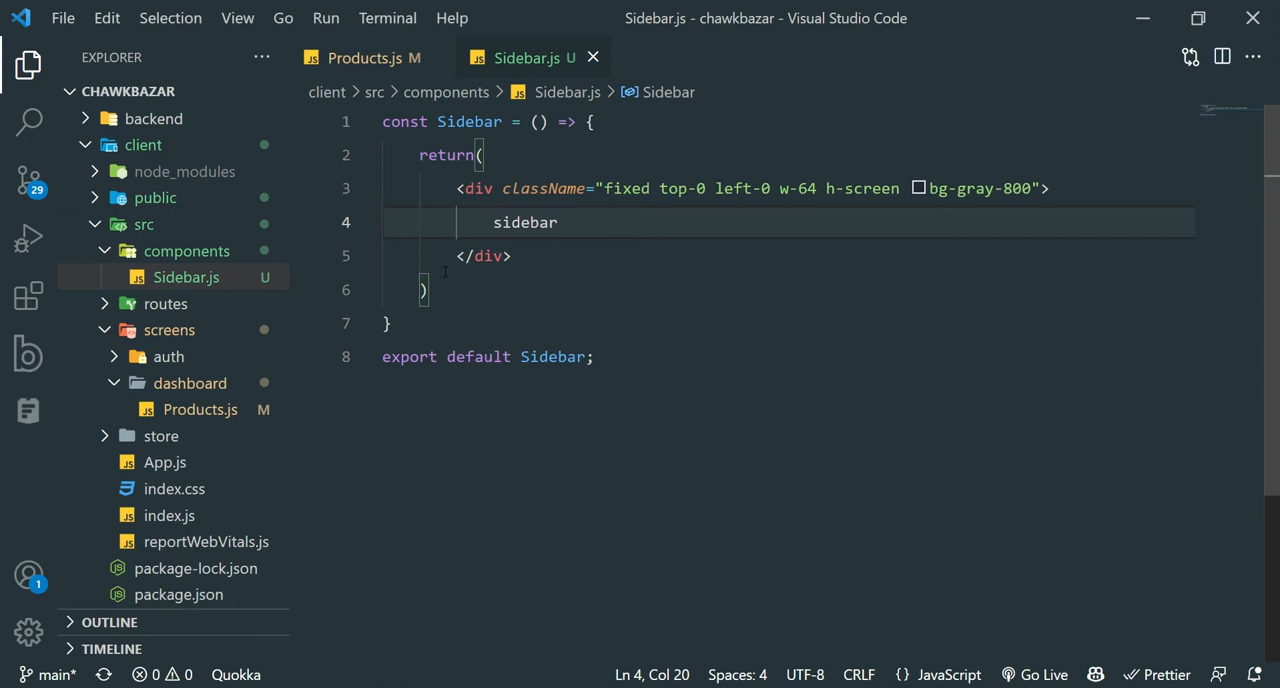 File Edit Selection View Go Run Terminal Help Sidebar.js - chawkbazar - Visual Studio Code
EXPLORER
Products.js M Sidebar.js U
CHAWKBAZAR
client > src > components > JS Sidebar.js > Sidebar
backend
client
node_modules
public
src
components
JS Sidebar.js U
routes
screens
auth
dashboard
JS Products.js M
store
JS App.js
index.css
JS index.js
JS reportWebVitals.js
package-lock.json
package.json
OUTLINE
TIMELINE
29
1
1 const Sidebar = () => {
2 return(
3 <div className="fixed top-0 left-0 w-64 h-screen bg-gray-800">
4 sidebar
5 </div>
6 )
7 }
8 export default Sidebar;
main* 0 0 Quokka Ln 4, Col 20 Spaces: 4 UTF-8 CRLF {} JavaScript Go Live Prettier